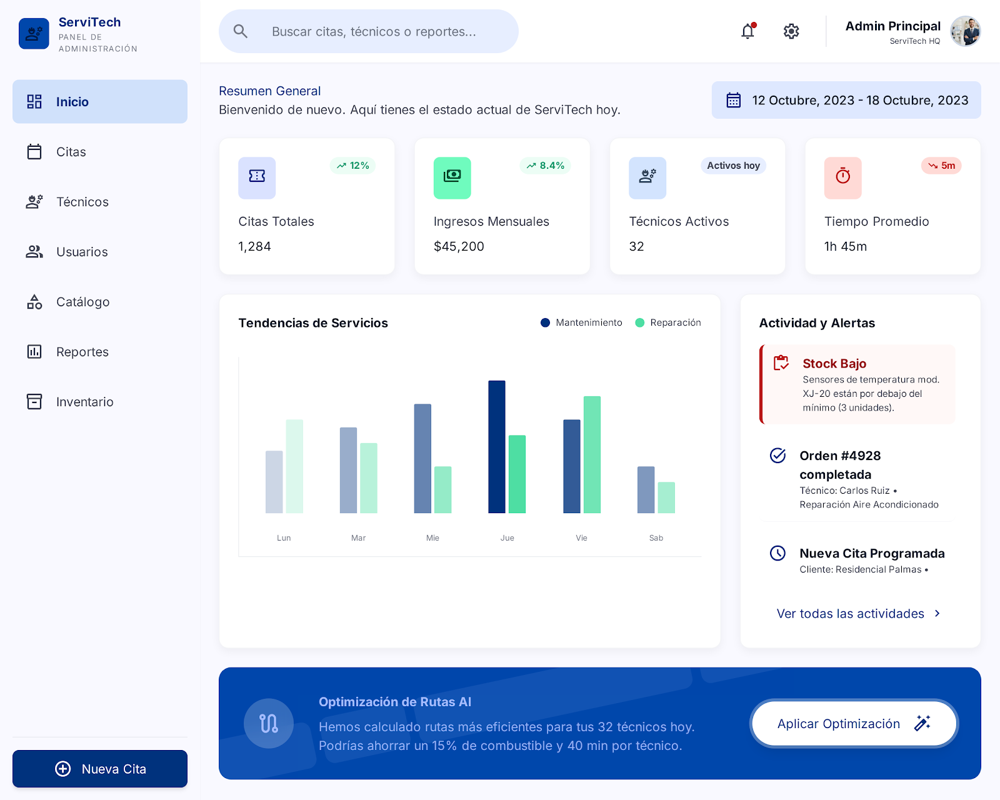 ServiTech
PANEL DE
ADMINISTRACIÓN
Inicio
Citas
Técnicos
Usuarios
Catálogo
Reportes
Inventario
Nueva Cita
Buscar citas, técnicos o reportes...
Admin Principal
ServiTech HQ
Resumen General
Bienvenido de nuevo. Aquí tienes el estado actual de ServiTech hoy.
12 Octubre, 2023 - 18 Octubre, 2023
12%
Citas Totales
1,284
8.4%
Ingresos Mensuales
$45,200
Activos hoy
Técnicos Activos
32
5m
Tiempo Promedio
1h 45m
Tendencias de Servicios
Mantenimiento
Reparación
Lun
Mar
Mie
Jue
Vie
Sab
Actividad y Alertas
Stock Bajo
Sensores de temperatura mod.
XJ-20 están por debajo del
mínimo (3 unidades).
Orden #4928
completada
Técnico: Carlos Ruiz •
Reparación Aire Acondicionado
Nueva Cita Programada
Cliente: Residencial Palmas •
Ver todas las actividades
Optimización de Rutas AI
Hemos calculado rutas más eficientes para tus 32 técnicos hoy.
Podrías ahorrar un 15% de combustible y 40 min por técnico.
Aplicar Optimización